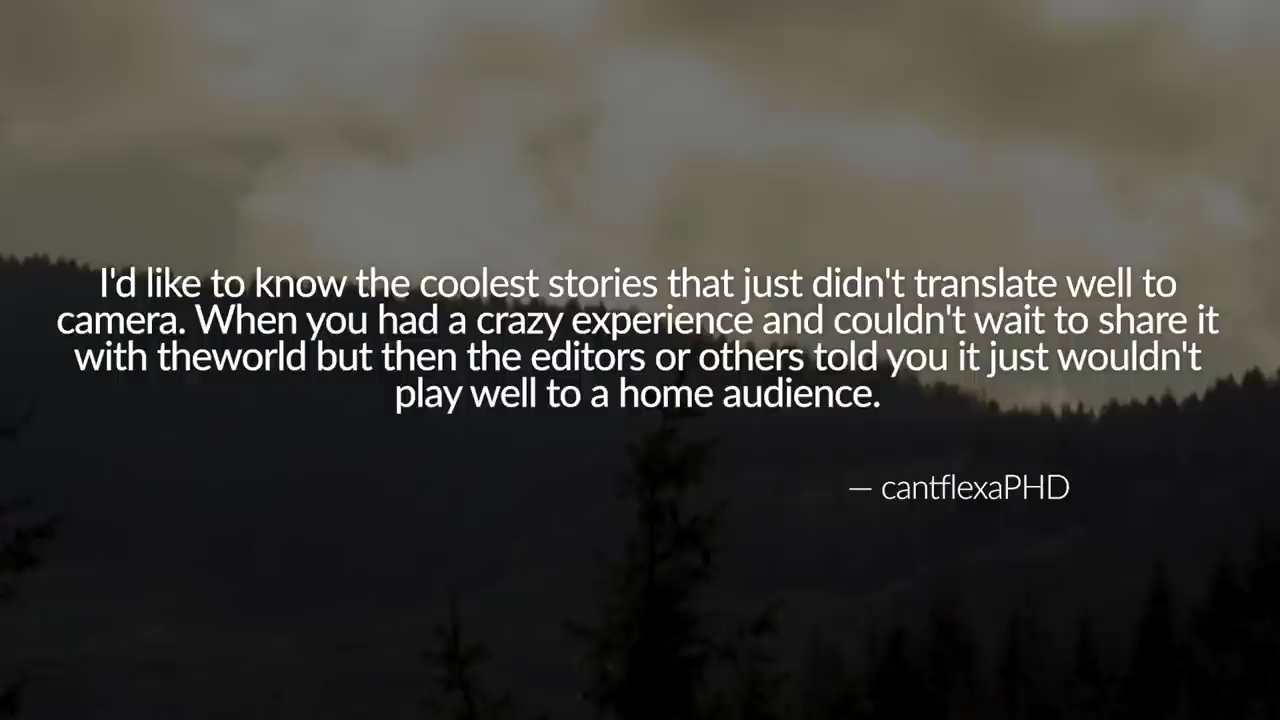 I'd like to know the coolest stories that just didn't translate well to
camera. When you had a crazy experience and couldn't wait to share it
with theworld but then the editors or others told you it just wouldn't
play well to a home audience.
— cantflexaPHD